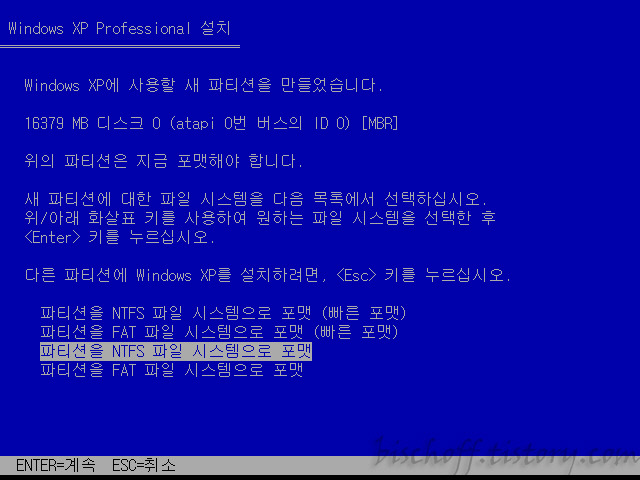 Windows XP Professional 설치
Windows XP에 사용할 새 파티션을 만들었습니다.
16379 MB 디스크 0 (atapi 0번 버스의 ID 0) [MBR]
위의 파티션은 지금 포맷해야 합니다.
새 파티션에 대한 파일 시스템을 다음 목록에서 선택하십시오.
위/아래 화살표 키를 사용하여 원하는 파일 시스템을 선택한 후
<Enter> 키를 누르십시오.
다른 파티션에 Windows XP를 설치하려면, <Esc> 키를 누르십시오.
파티션을 NTFS 파일 시스템으로 포맷 (빠른 포맷)
파티션을 FAT 파일 시스템으로 포맷 (빠른 포맷)
파티션을 NTFS 파일 시스템으로 포맷
파티션을 FAT 파일 시스템으로 포맷
ENTER=계속 ESC=취소
bischoff.tistory.com